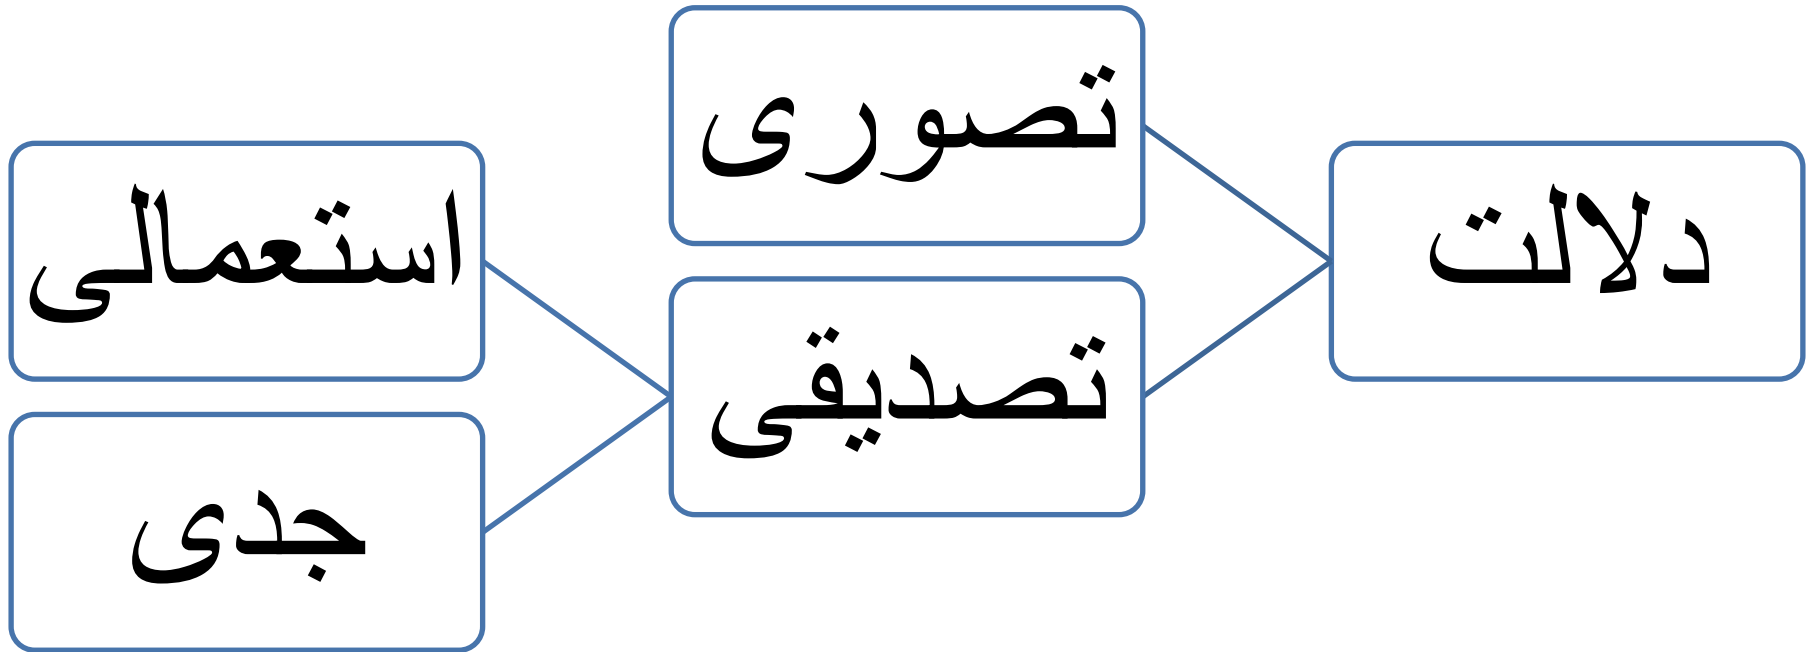 دلالت
تصوری
تصدیقی
استعمالی
جدی